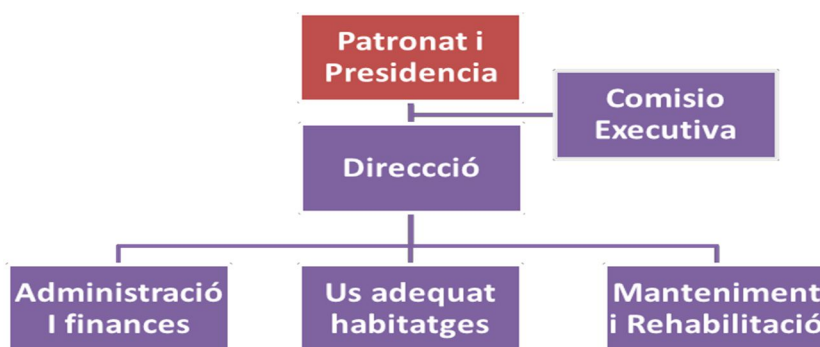 Patronat i
Presidencia
Comisio
Executiva
Direccció
Administració
I finances
Us adequat
habitatges
Manteniment
i Rehabilitació